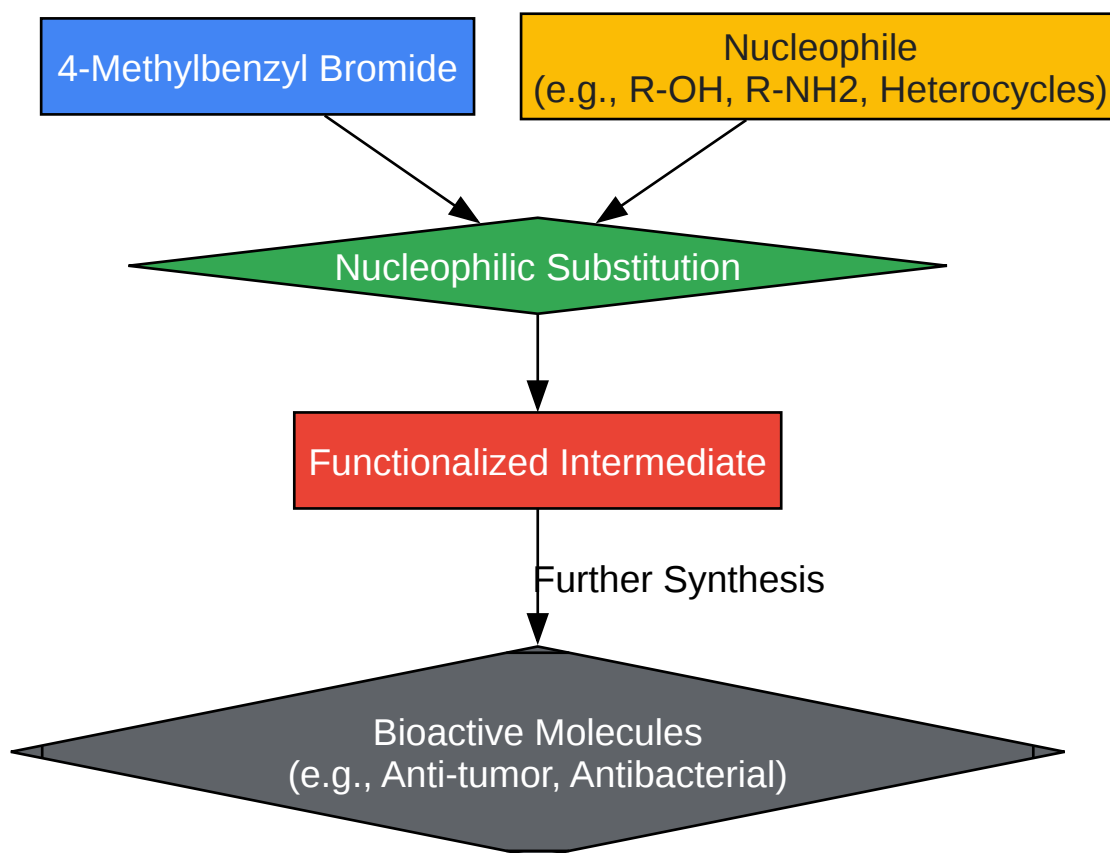 4-Methylbenzyl Bromide
Nucleophile
(e.g., R-OH, R-NH2, Heterocycles)
Nucleophilic Substitution
Functionalized Intermediate
Further Synthesis
Bioactive Molecules
(e.g., Anti-tumor, Antibacterial)